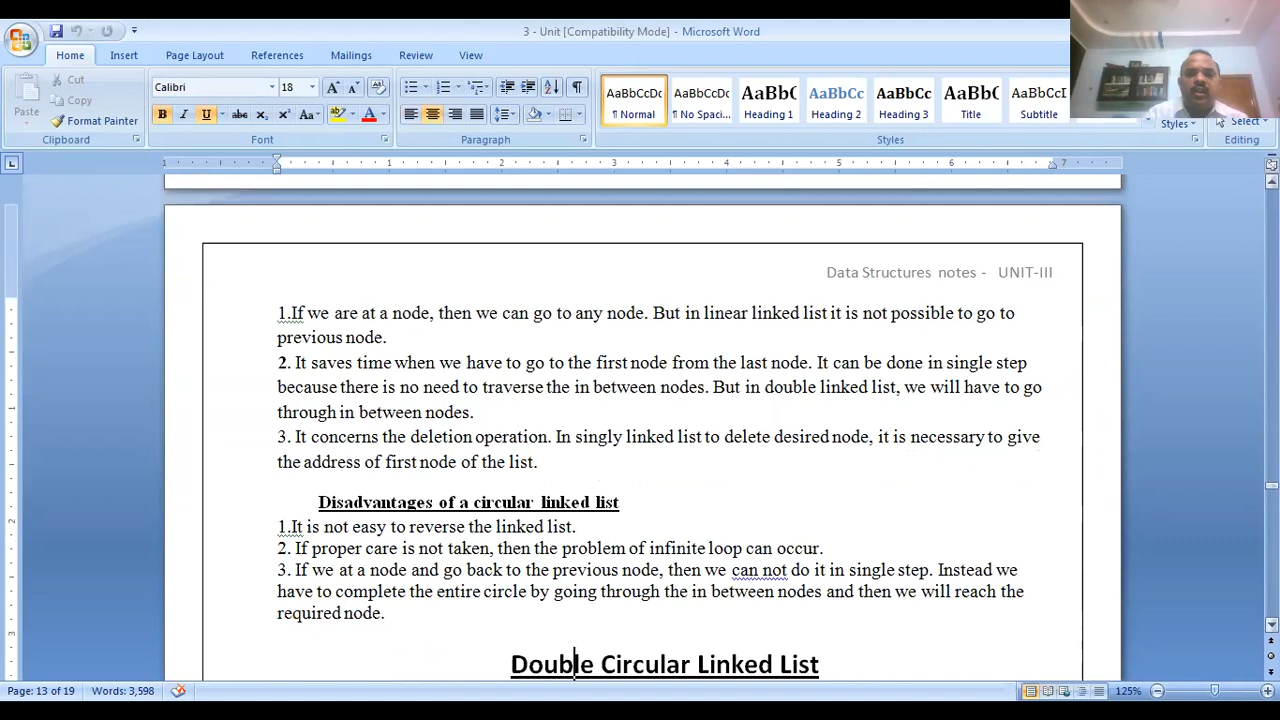 3 - Unit [Compatibility Mode] - Microsoft Word
Home Insert Page Layout References Mailings Review View
Cut
Copy
Paste
Format Painter
Clipboard
Calibri 18
B I U abc x₂ x² Aa A
Font
Paragraph
AaBbCcDc AaBbCcDc AaBbC AaBbCc AaBbCc AaBbC AaBbCcI
¶ Normal ¶ No Spaci... Heading 1 Heading 2 Heading 3 Title Subtitle
Styles
Styles
Select
Editing
1 2 3 4 5 6 7
Data Structures notes - UNIT-III
1.If we are at a node, then we can go to any node. But in linear linked list it is not possible to go to
previous node.
2. It saves time when we have to go to the first node from the last node. It can be done in single step
because there is no need to traverse the in between nodes. But in double linked list, we will have to go
through in between nodes.
3. It concerns the deletion operation. In singly linked list to delete desired node, it is necessary to give
the address of first node of the list.
Disadvantages of a circular linked list
1.It is not easy to reverse the linked list.
2. If proper care is not taken, then the problem of infinite loop can occur.
3. If we at a node and go back to the previous node, then we can not do it in single step. Instead we
have to complete the entire circle by going through the in between nodes and then we will reach the
required node.
Double Circular Linked List
Page: 13 of 19 Words: 3,598 125%